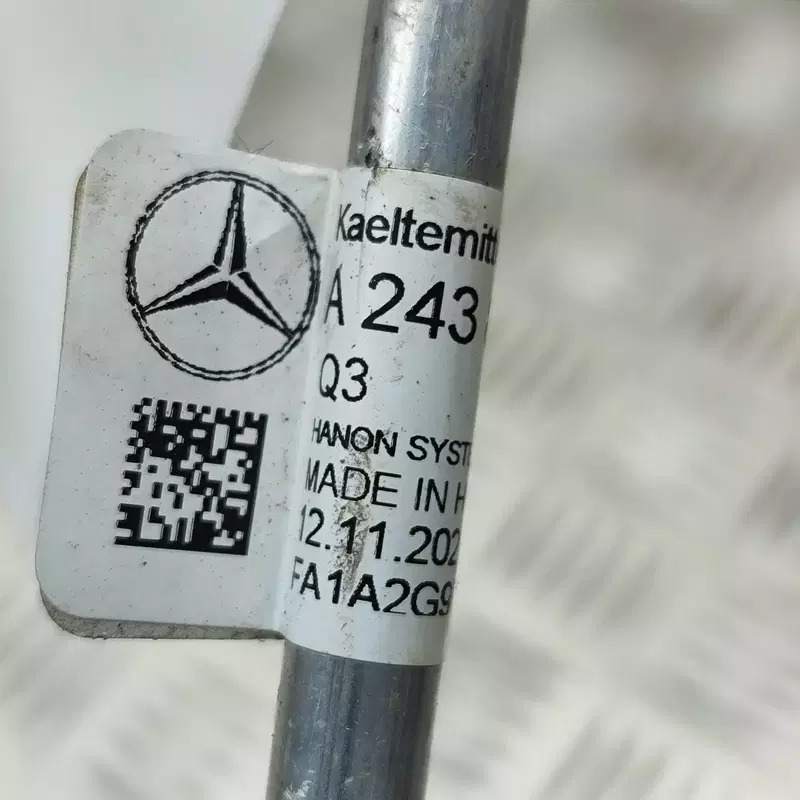 Kaeltemitt
A 243
Q3
HANON SYST
MADE IN H
12.11.202
FA1A2G9